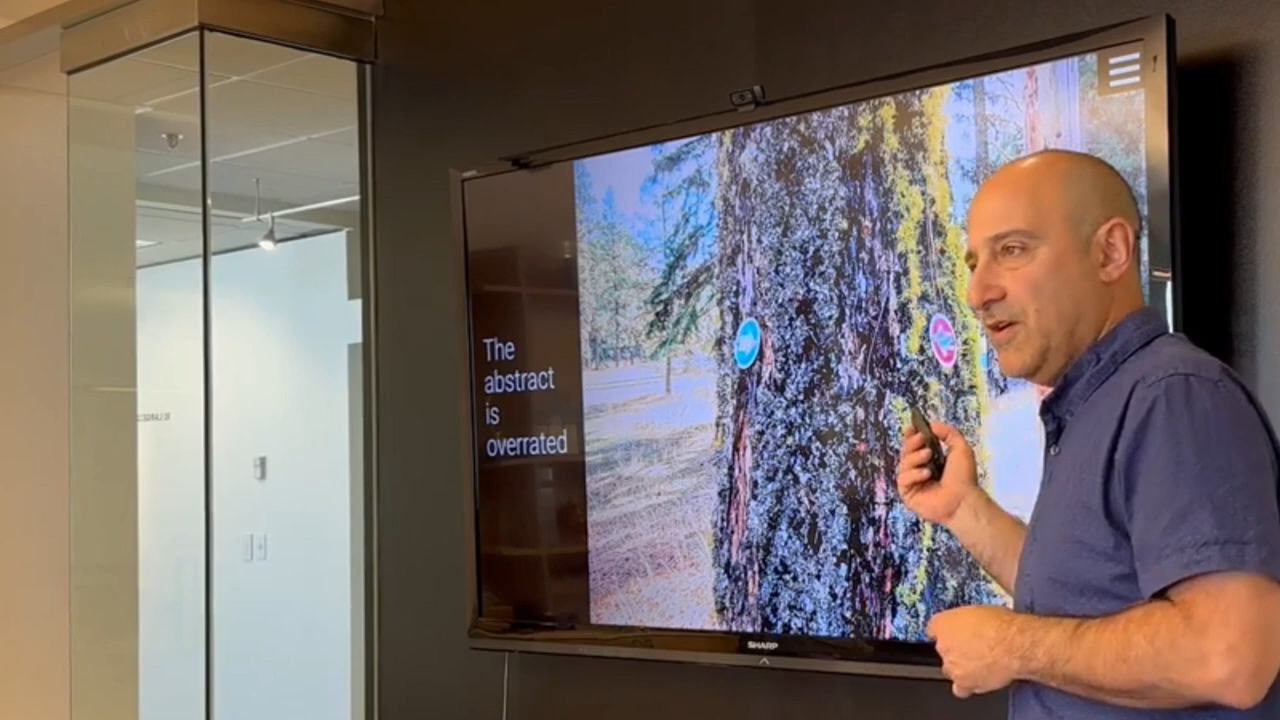 The
abstract
is
overrated
SHARP